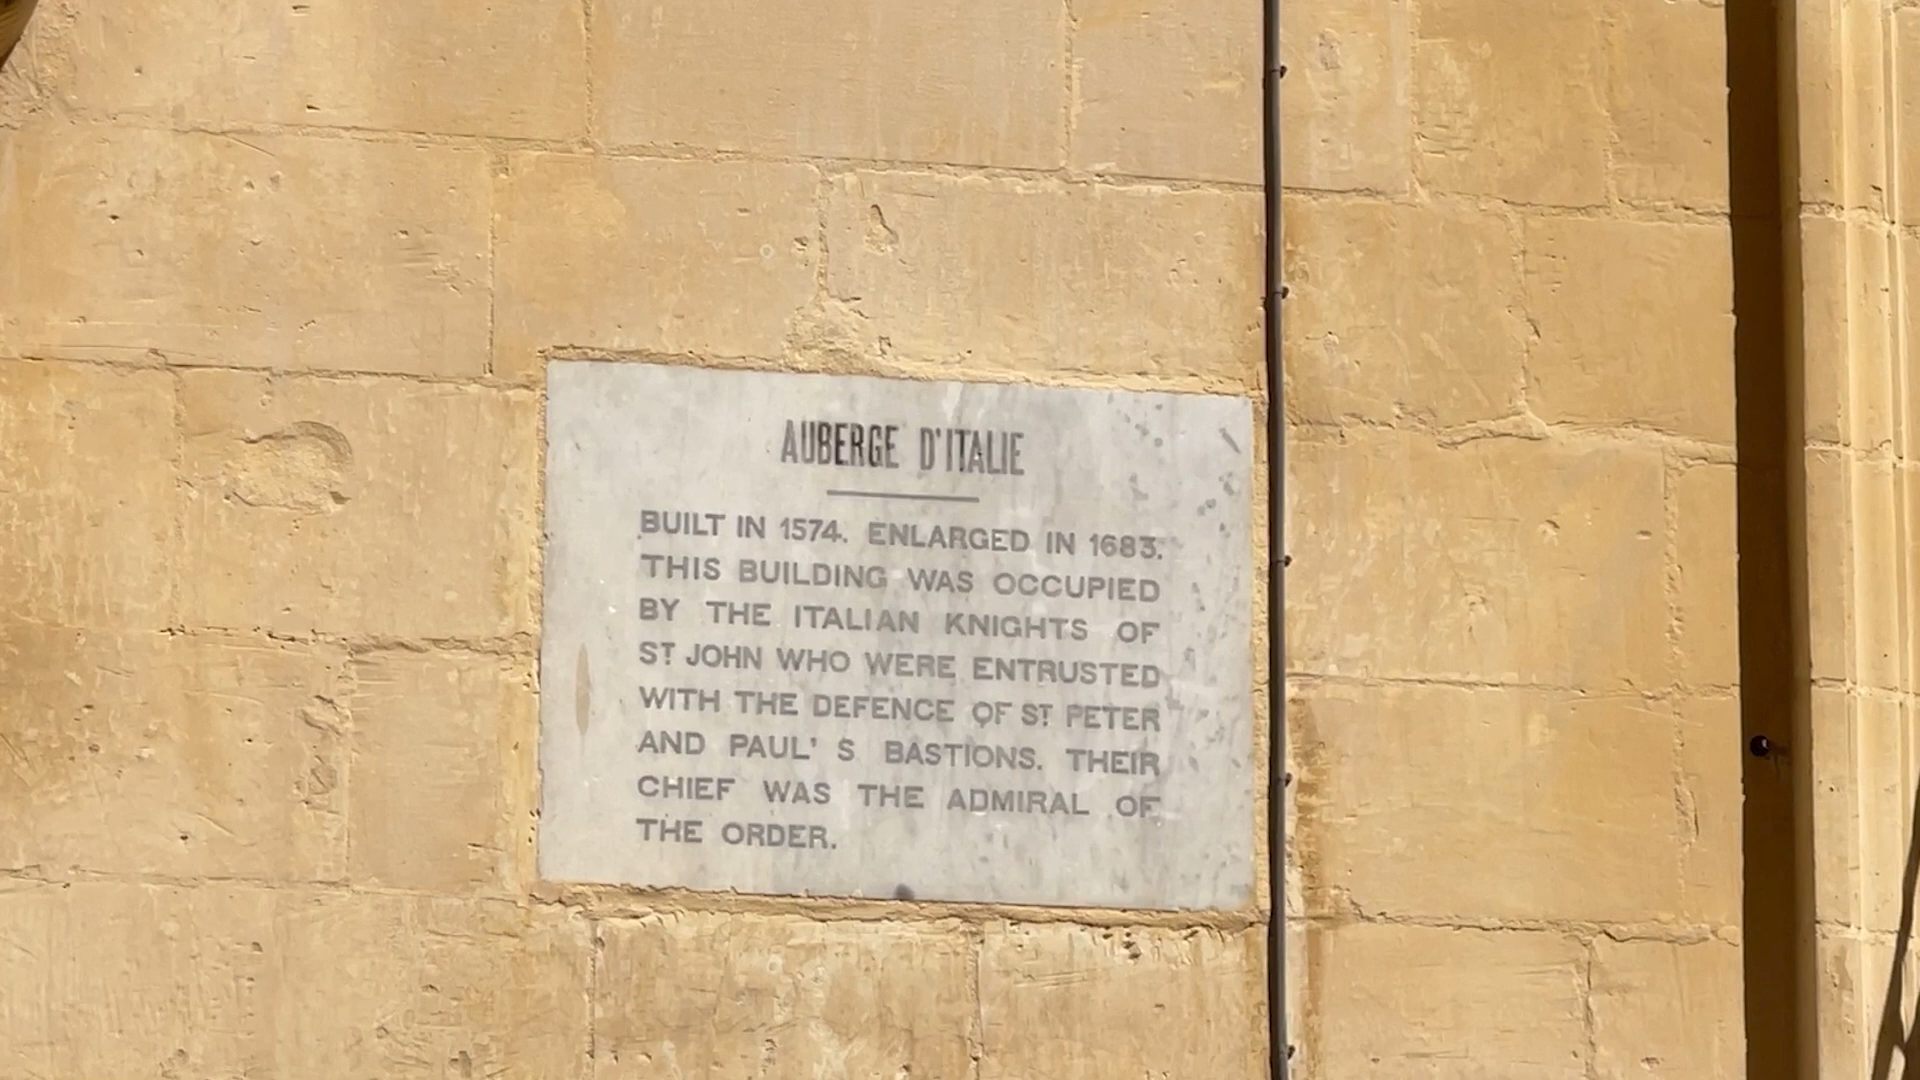 AUBERGE D'ITALIE
BUILT IN 1574. ENLARGED IN 1683.
THIS BUILDING WAS OCCUPIED
BY THE ITALIAN KNIGHTS OF
ST JOHN WHO WERE ENTRUSTED
WITH THE DEFENCE OF ST PETER
AND PAUL' S BASTIONS. THEIR
CHIEF WAS THE ADMIRAL OF
THE ORDER.